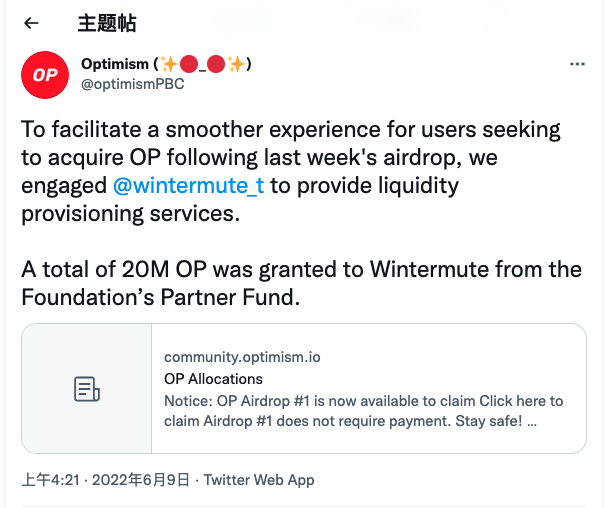 ← 主题帖
OP
Optimism (✨🔴_🔴✨)
@optimismPBC
To facilitate a smoother experience for users seeking
to acquire OP following last week's airdrop, we
engaged @wintermute_t to provide liquidity
provisioning services.
A total of 20M OP was granted to Wintermute from the
Foundation’s Partner Fund.
community.optimism.io
OP Allocations
Notice: OP Airdrop #1 is now available to claim Click here to
claim Airdrop #1 does not require payment. Stay safe! ...
上午4:21 · 2022年6月9日 · Twitter Web App